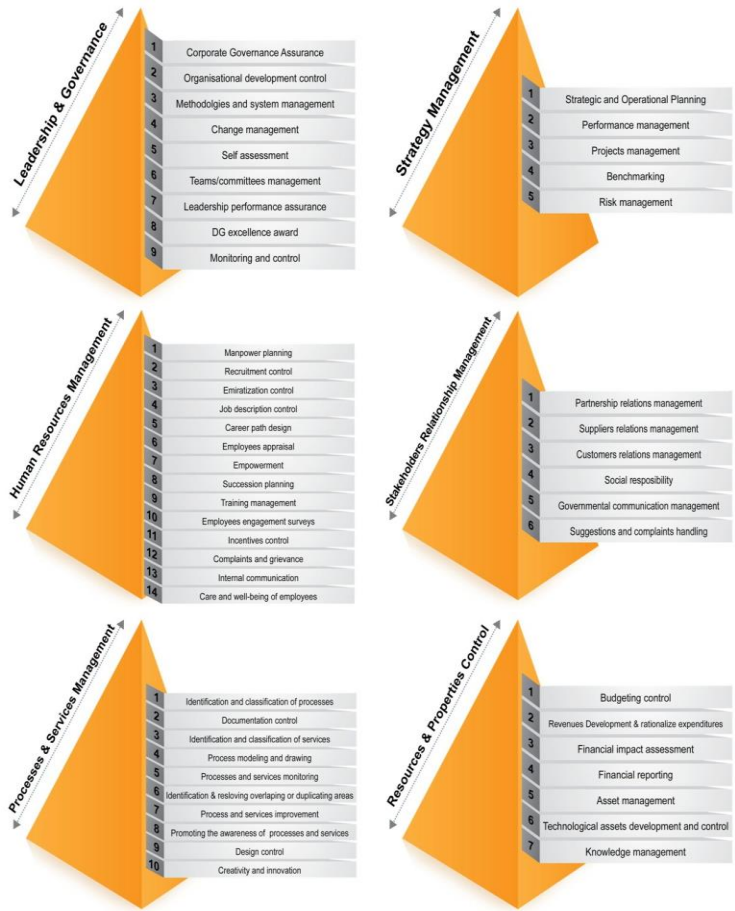 Leadership & Governance
1 Corporate Governance Assurance
2 Organisational development control
3 Methodolgies and system management
4 Change management
5 Self assessment
6 Teams/committees management
7 Leadership performance assurance
8 DG excellence award
9 Monitoring and control
Strategy Management
1 Strategic and Operational Planning
2 Performance management
3 Projects management
4 Benchmarking
5 Risk management
Human Resources Management
1 Manpower planning
2 Recruitment control
3 Emiratization control
4 Job description control
5 Career path design
6 Employees appraisal
7 Empowerment
8 Succession planning
9 Training management
10 Employees engagement surveys
11 Incentives control
12 Complaints and grievance
13 Internal communication
14 Care and well-being of employees
Stakeholders Relationship Management
1 Partnership relations management
2 Suppliers relations management
3 Customers relations management
4 Social resposibility
5 Governmental communication management
6 Suggestions and complaints handling
Processes & Services Management
1 Identification and classification of processes
2 Documentation control
3 Identification and classification of services
4 Process modeling and drawing
5 Processes and services monitoring
6 Identification & resloving overlaping or duplicating areas
7 Process and services improvement
8 Promoting the awareness of processes and services
9 Design control
10 Creativity and innovation
Resources & Properties Control
1 Budgeting control
2 Revenues Development & rationalize expenditures
3 Financial impact assessment
4 Financial reporting
5 Asset management
6 Technological assets development and control
7 Knowledge management